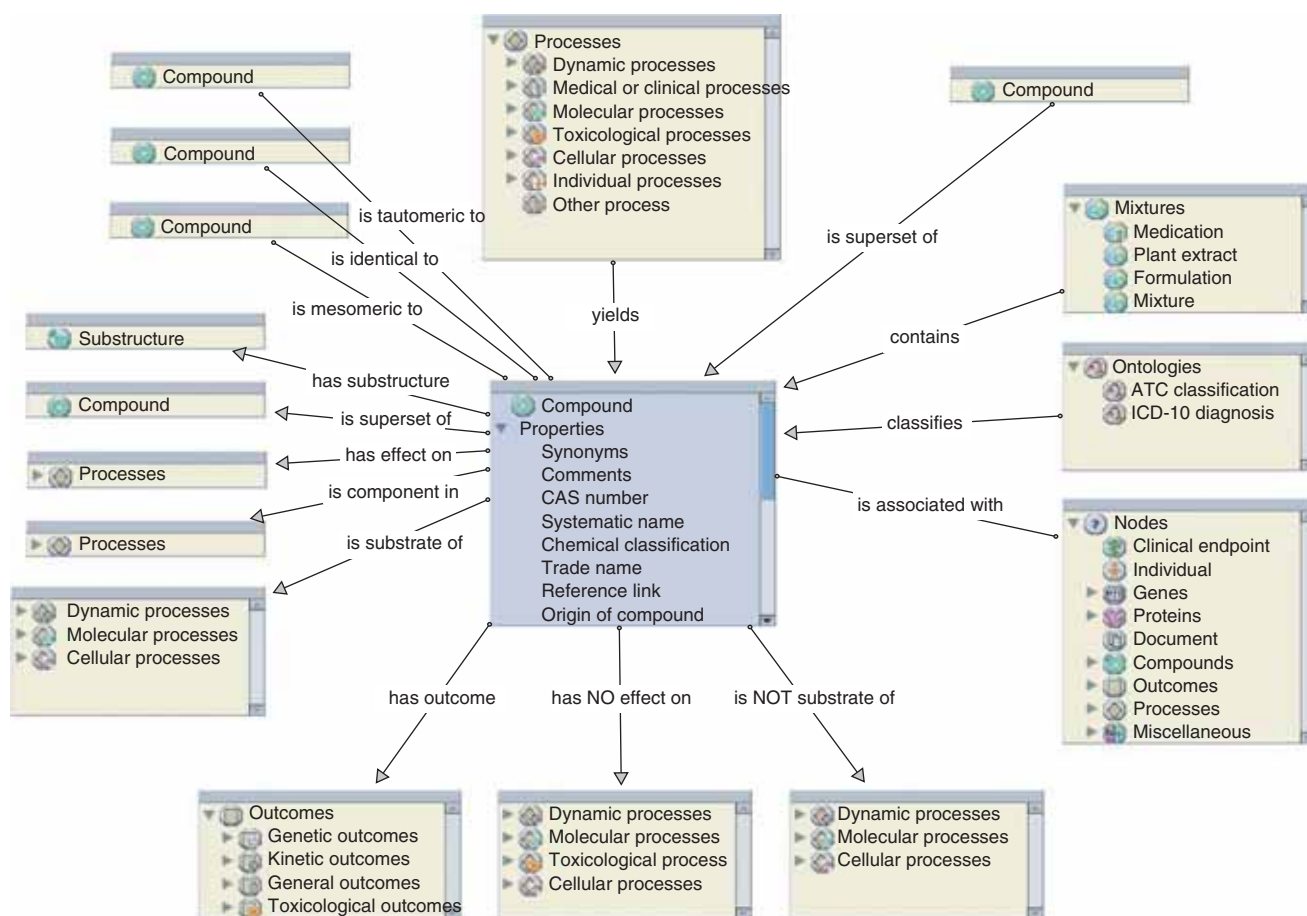 Compound
Compound
Compound
is tautomeric to
is identical to
is mesomeric to
Processes
Dynamic processes
Medical or clinical processes
Molecular processes
Toxicological processes
Cellular processes
Individual processes
Other process
yields
Compound
is superset of
Mixtures
Medication
Plant extract
Formulation
Mixture
contains
Ontologies
ATC classification
ICD-10 diagnosis
classifies
is associated with
Nodes
Clinical endpoint
Individual
Genes
Proteins
Document
Compounds
Outcomes
Processes
Miscellaneous
Substructure
has substructure
Compound
is superset of
Processes
has effect on
Processes
is component in
is substrate of
Dynamic processes
Molecular processes
Cellular processes
Compound
Properties
Synonyms
Comments
CAS number
Systematic name
Chemical classification
Trade name
Reference link
Origin of compound
has outcome
has NO effect on
is NOT substrate of
Outcomes
Genetic outcomes
Kinetic outcomes
General outcomes
Toxicological outcomes
Dynamic processes
Molecular processes
Toxicological process
Cellular processes
Dynamic processes
Molecular processes
Cellular processes